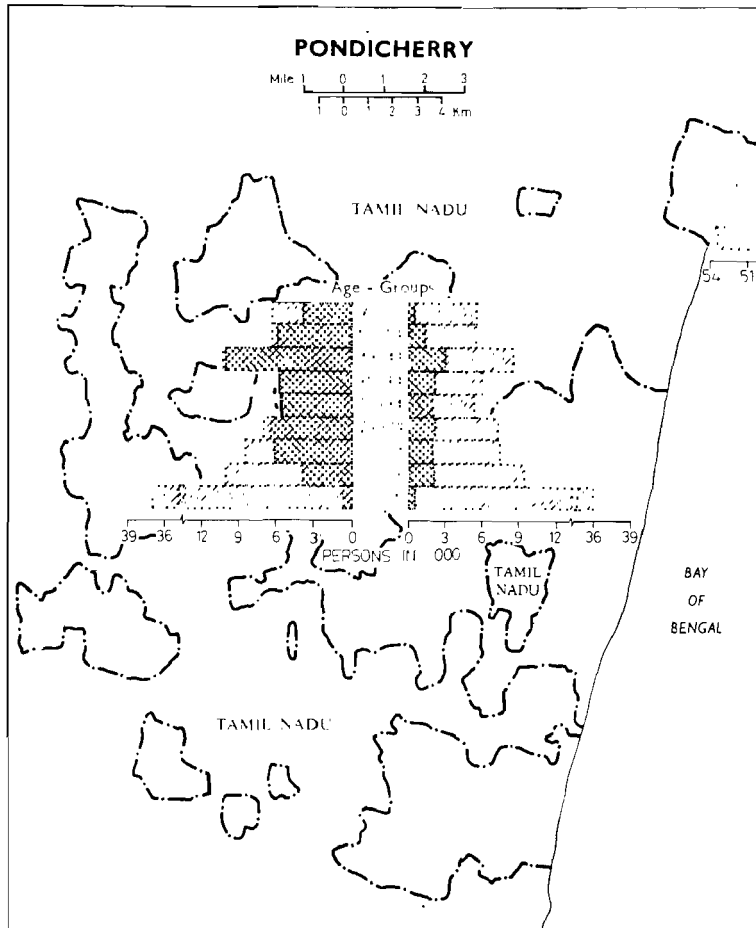 PONDICHERRY
Mile 1 0 1 2 3
1 0 1 2 3 4 Km
TAMIL NADU
54 51
Age - Groups
39 36 12 9 6 3 0 0 3 6 9 12 36 39
PERSONS IN 000
TAMIL
NADU
BAY
OF
BENGAL
TAMIL NADU